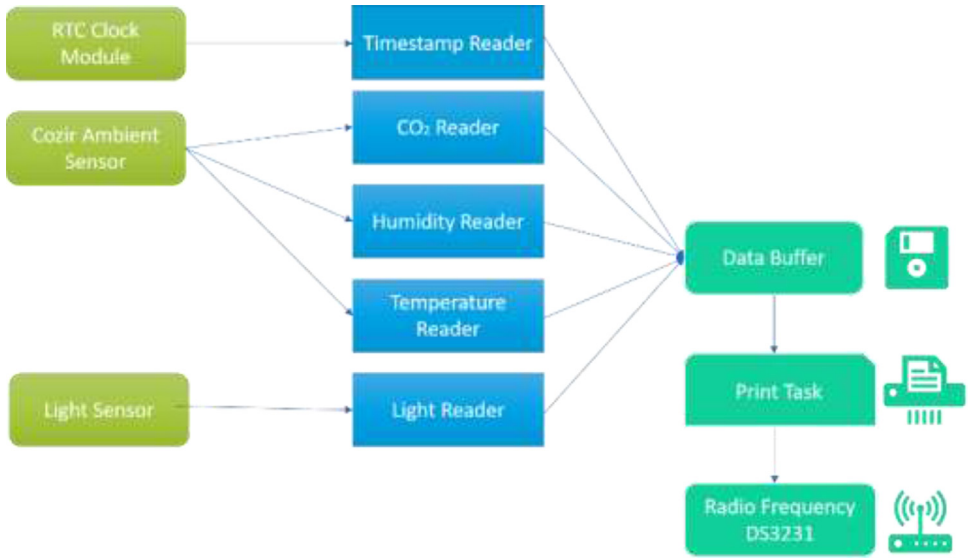 RTC Clock
Module
Timestamp Reader
Cozir Ambient
Sensor
CO₂ Reader
Humidity Reader
Temperature
Reader
Light Sensor
Light Reader
Data Buffer
Print Task
Radio Frequency
DS3231